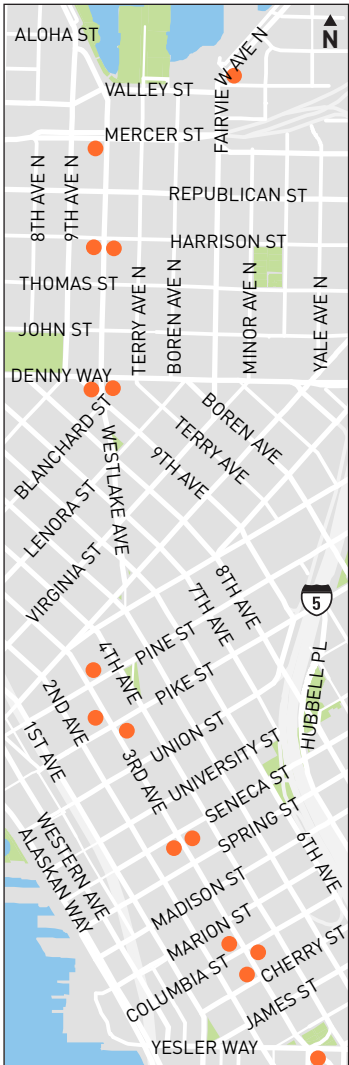 ALOHA ST
N
VALLEY ST
FAIRVIEW AVE N
MERCER ST
8TH AVE N
9TH AVE N
REPUBLICAN ST
HARRISON ST
THOMAS ST
TERRY AVE N
BOREN AVE N
MINOR AVE N
YALE AVE N
JOHN ST
DENNY WAY
BLANCHARD ST
BOREN AVE
TERRY AVE
9TH AVE
WESTLAKE AVE
LENORA ST
VIRGINIA ST
8TH AVE
7TH AVE
5
PINE ST
4TH AVE
PIKE ST
HUBBELL PL
2ND AVE
1ST AVE
UNION ST
3RD AVE
UNIVERSITY ST
SENECA ST
SPRING ST
6TH AVE
WESTERN AVE
ALASKAN WAY
MADISON ST
MARION ST
COLUMBIA ST
CHERRY ST
JAMES ST
YESLER WAY